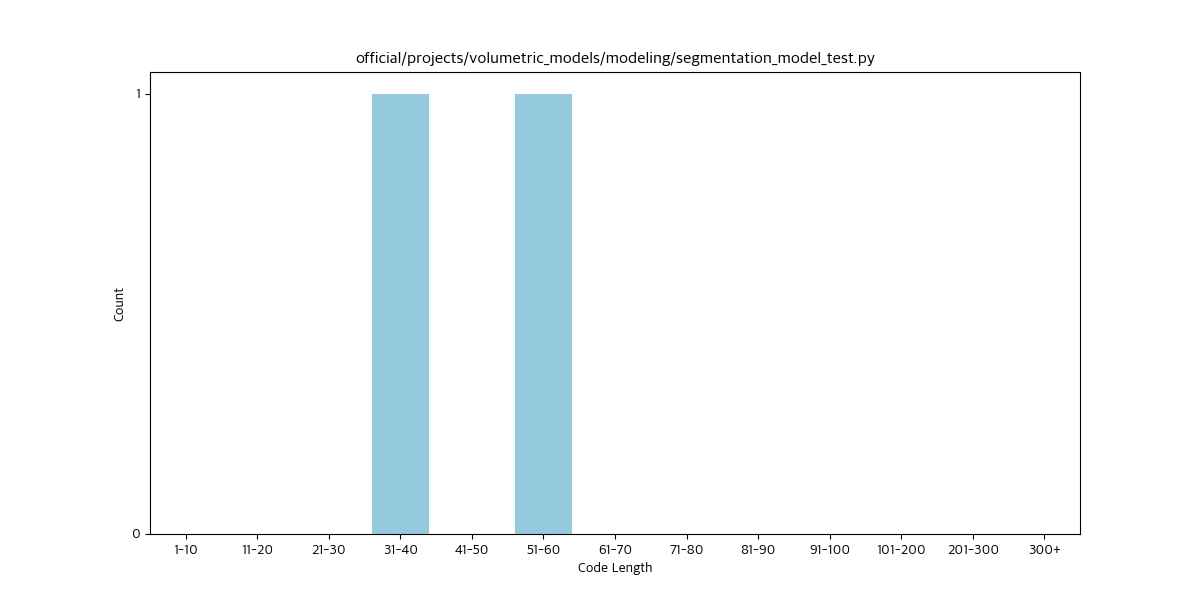 official/projects/volumetric_models/modeling/segmentation_model_test.py
1
Count
0
1-10 11-20 21-30 31-40 41-50 51-60 61-70 71-80 81-90 91-100 101-200 201-300 300+
Code Length